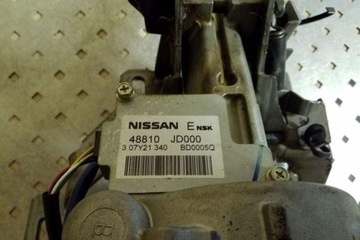 NISSAN E NSK
48810 JD000
3 07Y21 340 BD0005Q
B